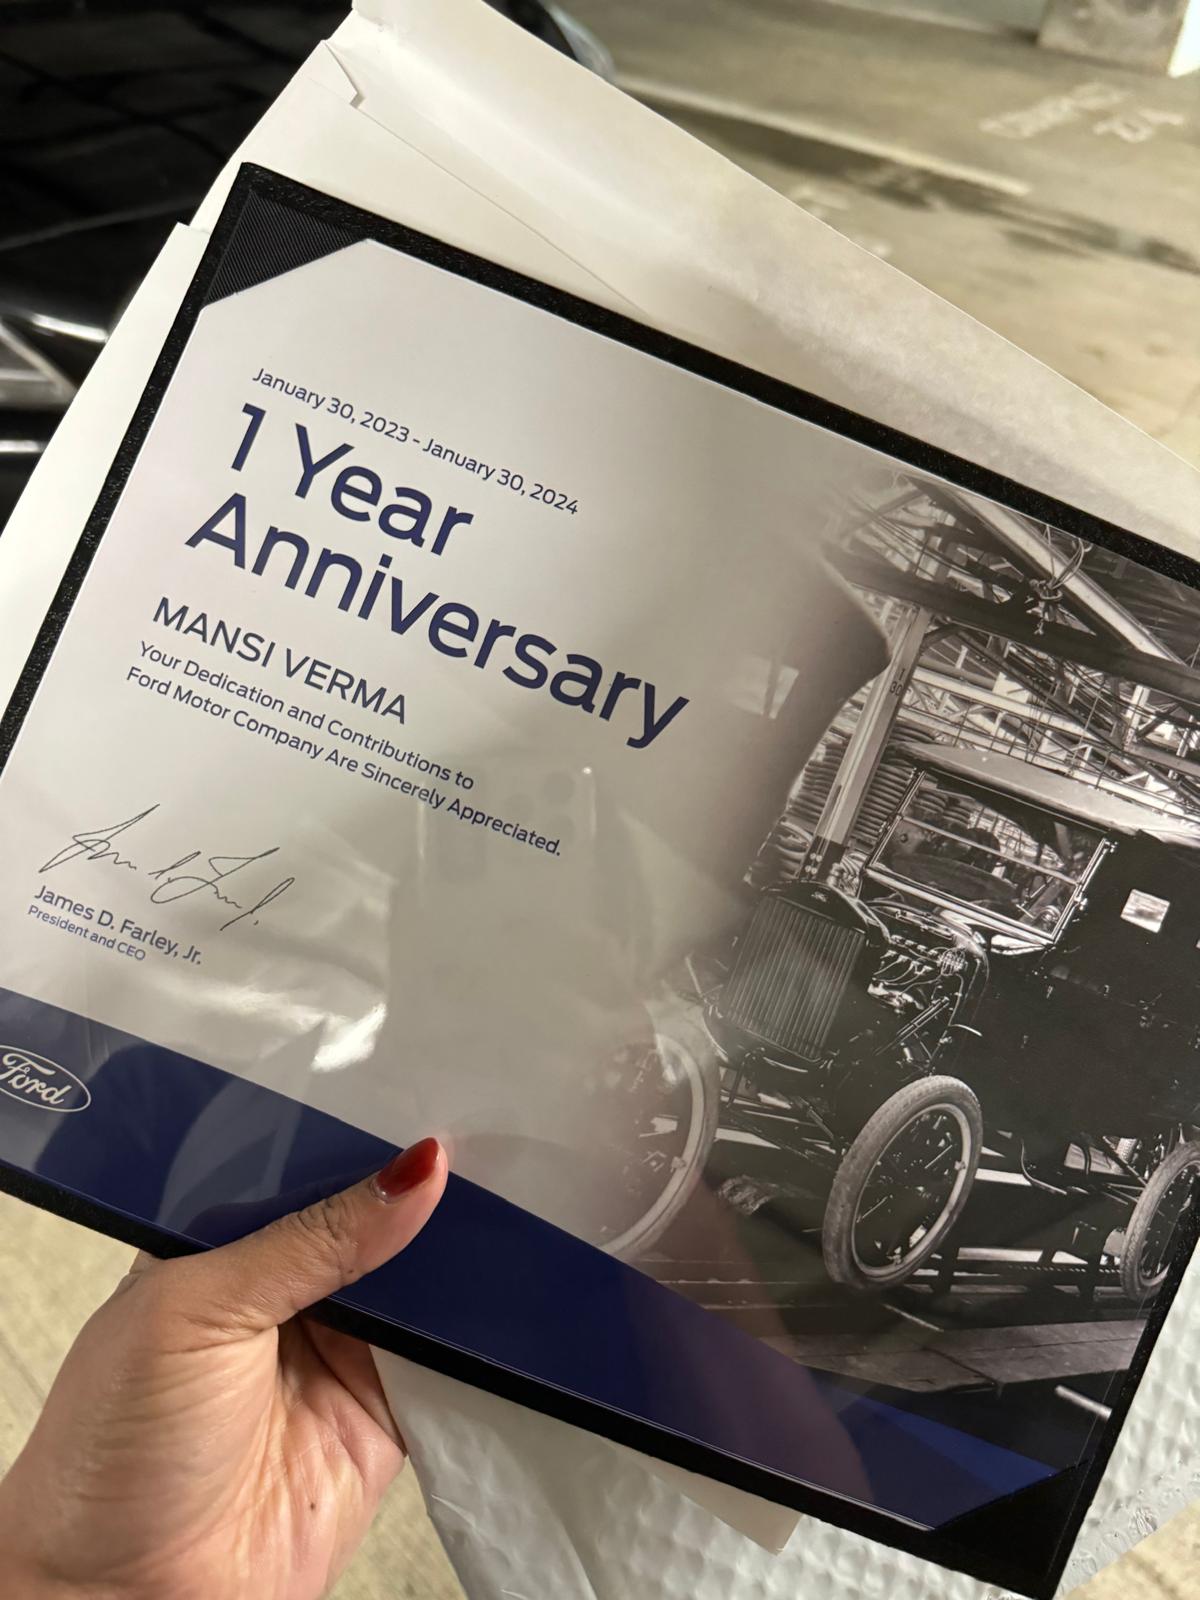 January 30, 2023 - January 30, 2024
1 Year
Anniversary
MANSI VERMA
Your Dedication and Contributions to
Ford Motor Company Are Sincerely Appreciated.
James D. Farley, Jr.
President and CEO
Ford